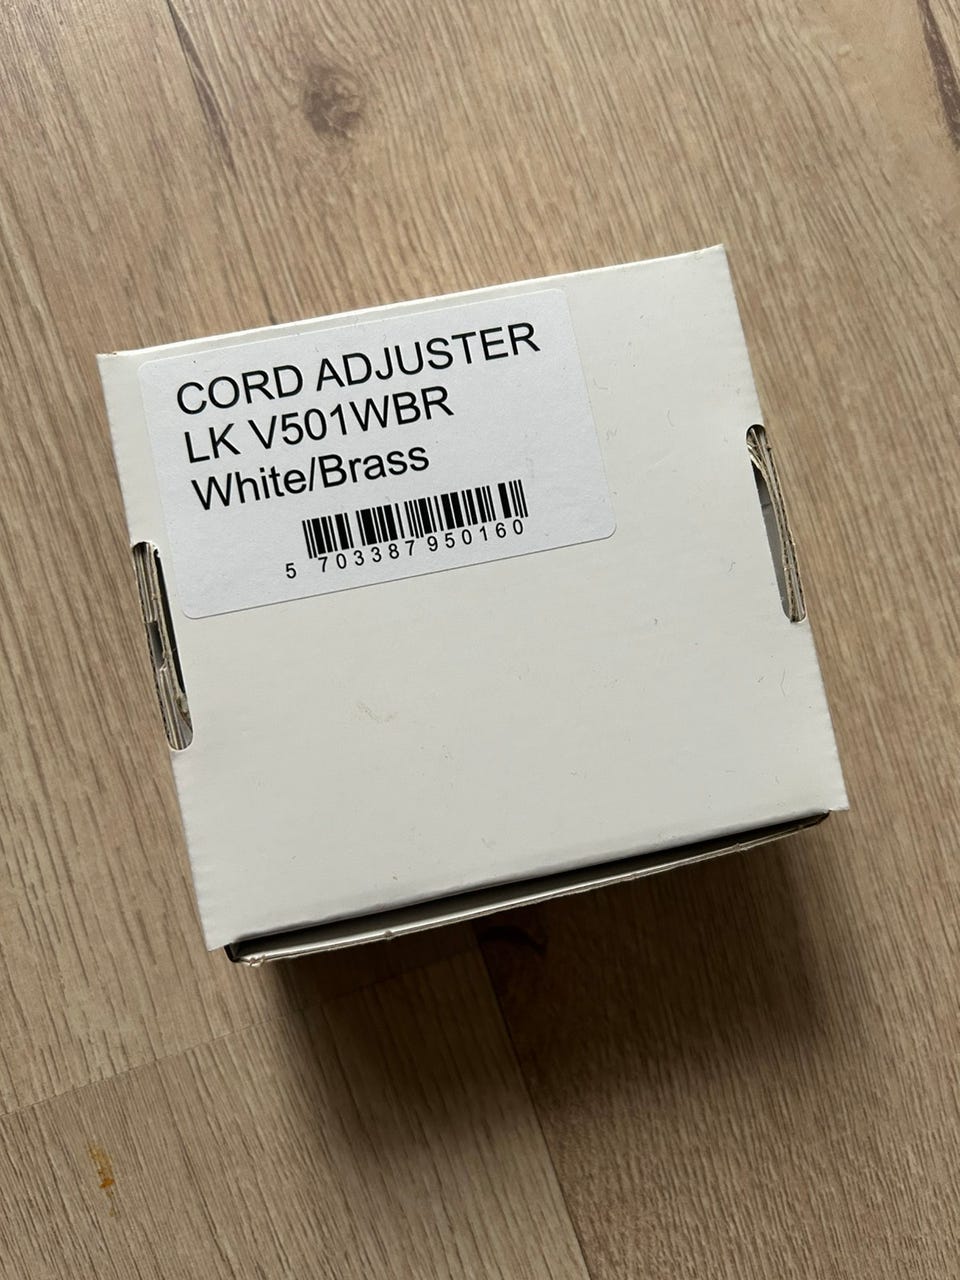 CORD ADJUSTER
LK V501WBR
White/Brass
5 703387 950160